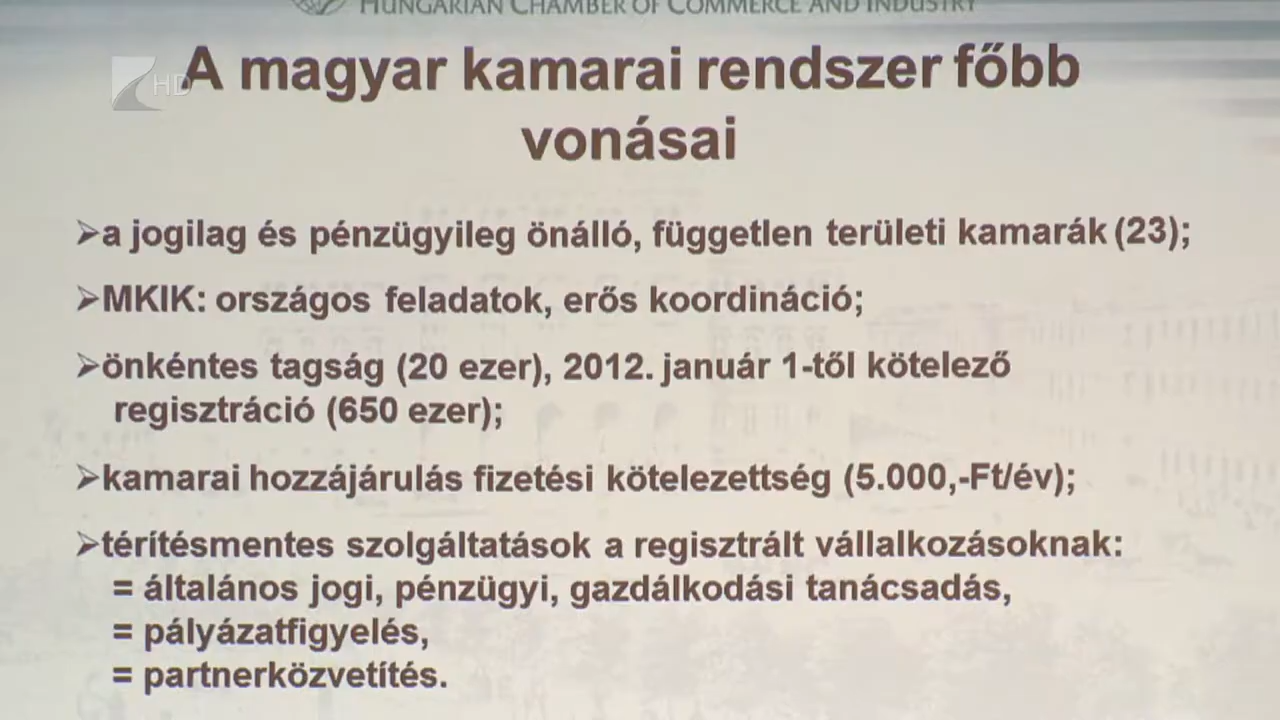 HUNGARIAN CHAMBER OF COMMERCE AND INDUSTRY
HD
A magyar kamarai rendszer főbb
vonásai
➢a jogilag és pénzügyileg önálló, független területi kamarák (23);
➢MKIK: országos feladatok, erős koordináció;
➢önkéntes tagság (20 ezer), 2012. január 1-től kötelező
regisztráció (650 ezer);
➢kamarai hozzájárulás fizetési kötelezettség (5.000,-Ft/év);
➢térítésmentes szolgáltatások a regisztrált vállalkozásoknak:
= általános jogi, pénzügyi, gazdálkodási tanácsadás,
= pályázatfigyelés,
= partnerközvetítés.